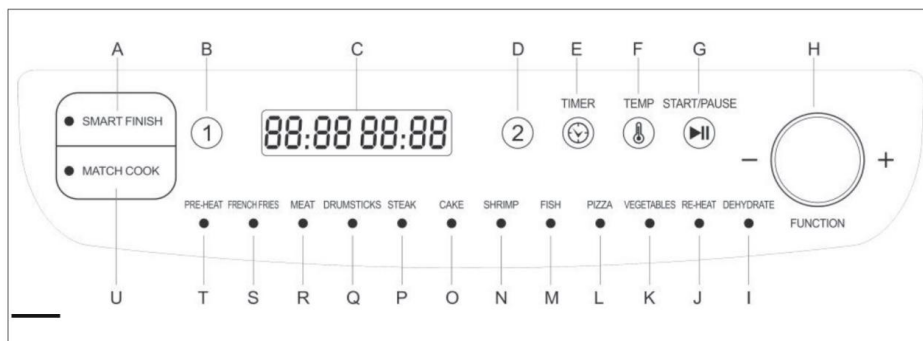 A B C D E F G H
TIMER TEMP START/PAUSE
SMART FINISH 1 88:88 88:88 2
MATCH COOK − +
PRE-HEAT FRENCH FRIES MEAT DRUMSTICKS STEAK CAKE SHRIMP FISH PIZZA VEGETABLES RE-HEAT DEHYDRATE
FUNCTION
U T S R Q P O N M L K J I